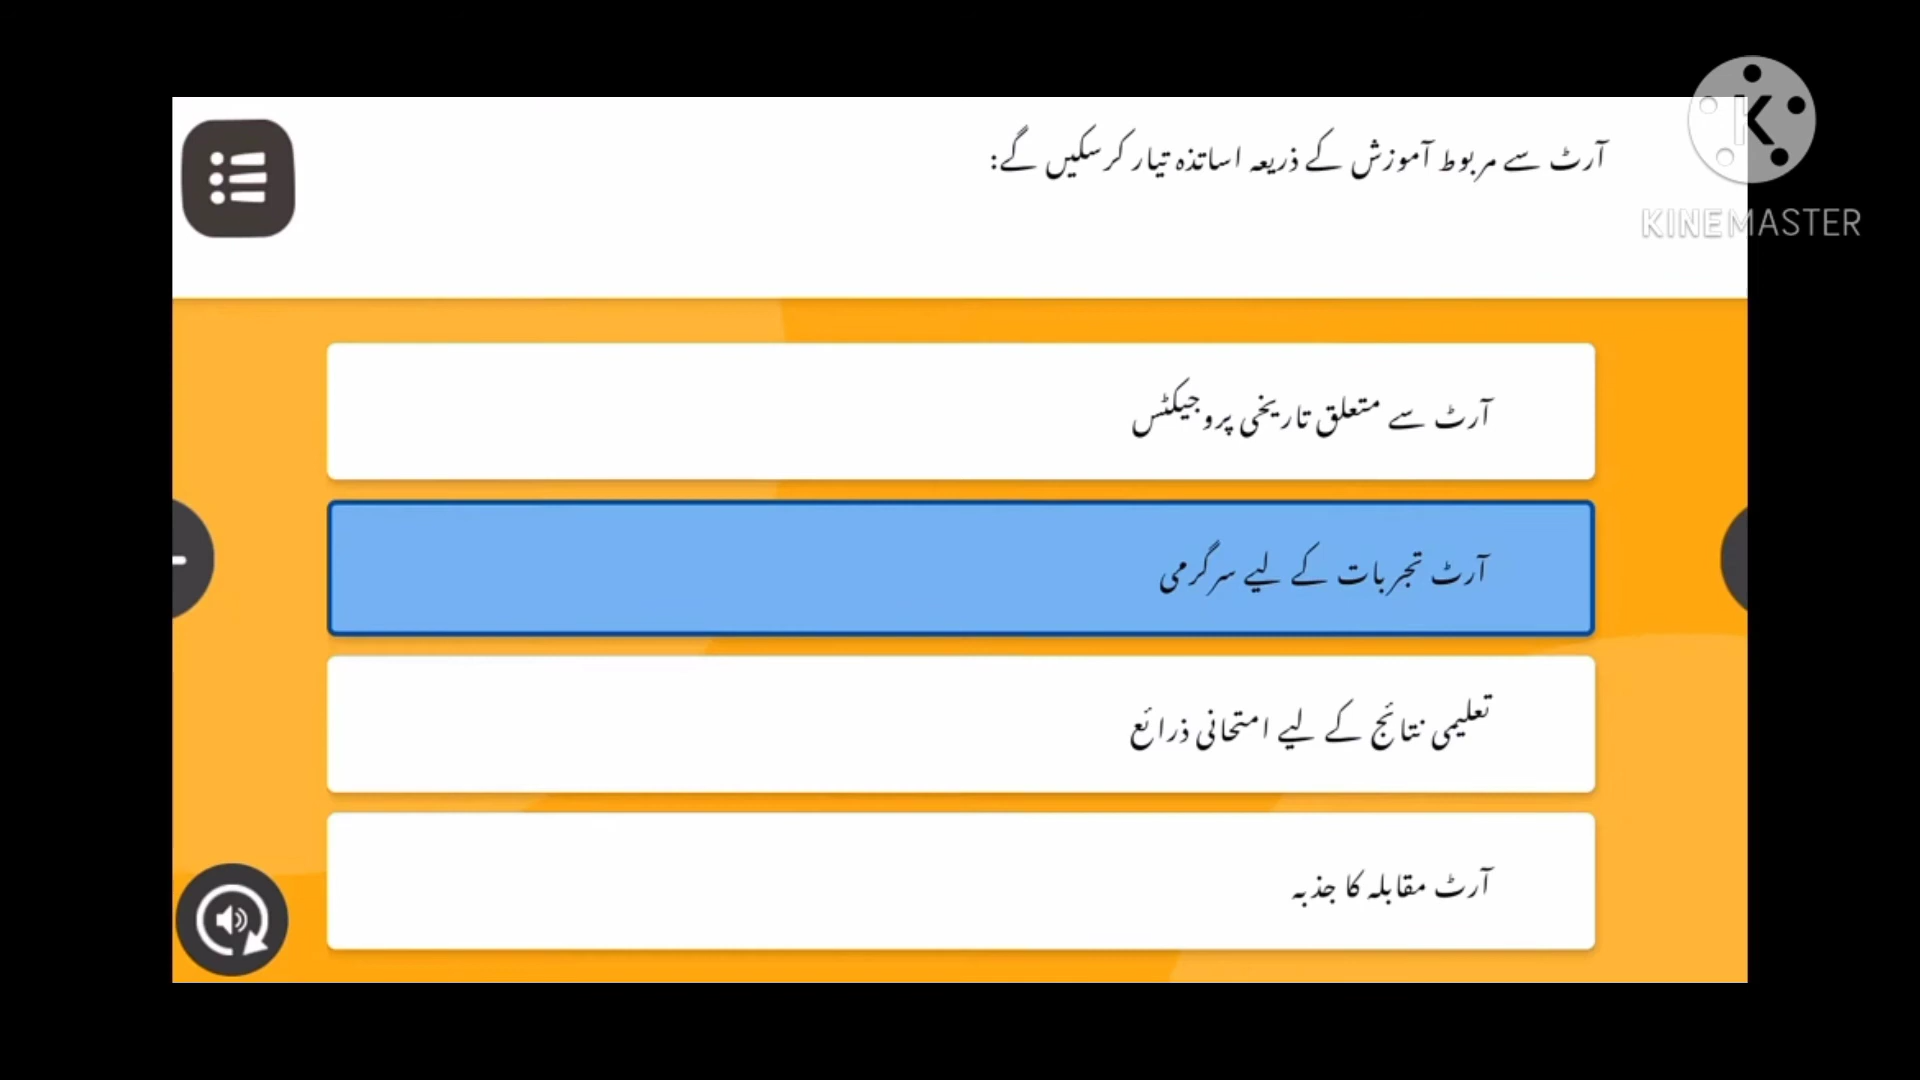 آرٹ سے مربوط آموزش کے ذریعہ اساتذہ تیار کرسکیں گے:
K
KINEMASTER
آرٹ سے متعلق تاریخی پروجیکٹس
آرٹ تجربات کے لیے سرگرمی
تعلیمی نتائج کے لیے امتحانی ذرائع
آرٹ مقابلہ کا جذبہ